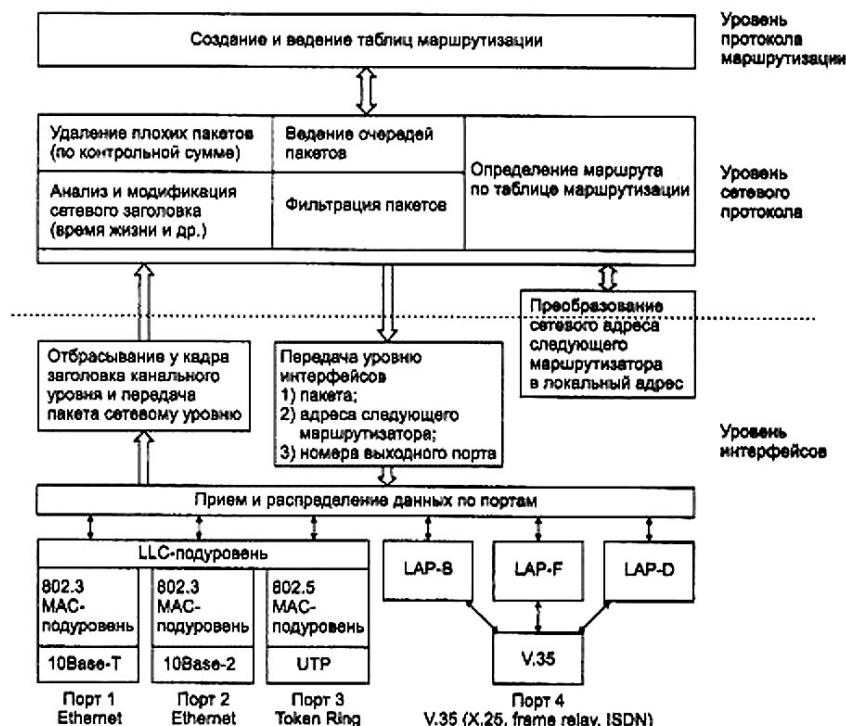 Создание и ведение таблиц маршрутизации
Уровень
протокола
маршрутизации
Удаление плохих пакетов
(по контрольной сумме)
Ведение очередей
пакетов
Определение маршрута
по таблице маршрутизации
Анализ и модификация
сетевого заголовка
(время жизни и др.)
Фильтрация пакетов
Уровень
сетевого
протокола
Преобразование
сетевого адреса
следующего
маршрутизатора
в локальный адрес
Отбрасывание у кадра
заголовка канального
уровня и передача
пакета сетевому уровню
Передача уровню
интерфейсов
1) пакета;
2) адреса следующего
маршрутизатора;
3) номера выходного порта
Уровень
интерфейсов
Прием и распределение данных по портам
LLC-подуровень
802.3
MAC-
подуровень
10Base-T
802.3
MAC-
подуровень
10Base-2
802.5
MAC-
подуровень
UTP
LAP-B
LAP-F
LAP-D
V.35
Порт 1
Ethernet
Порт 2
Ethernet
Порт 3
Token Ring
Порт 4
V.35 (X.25, frame relay, ISDN)